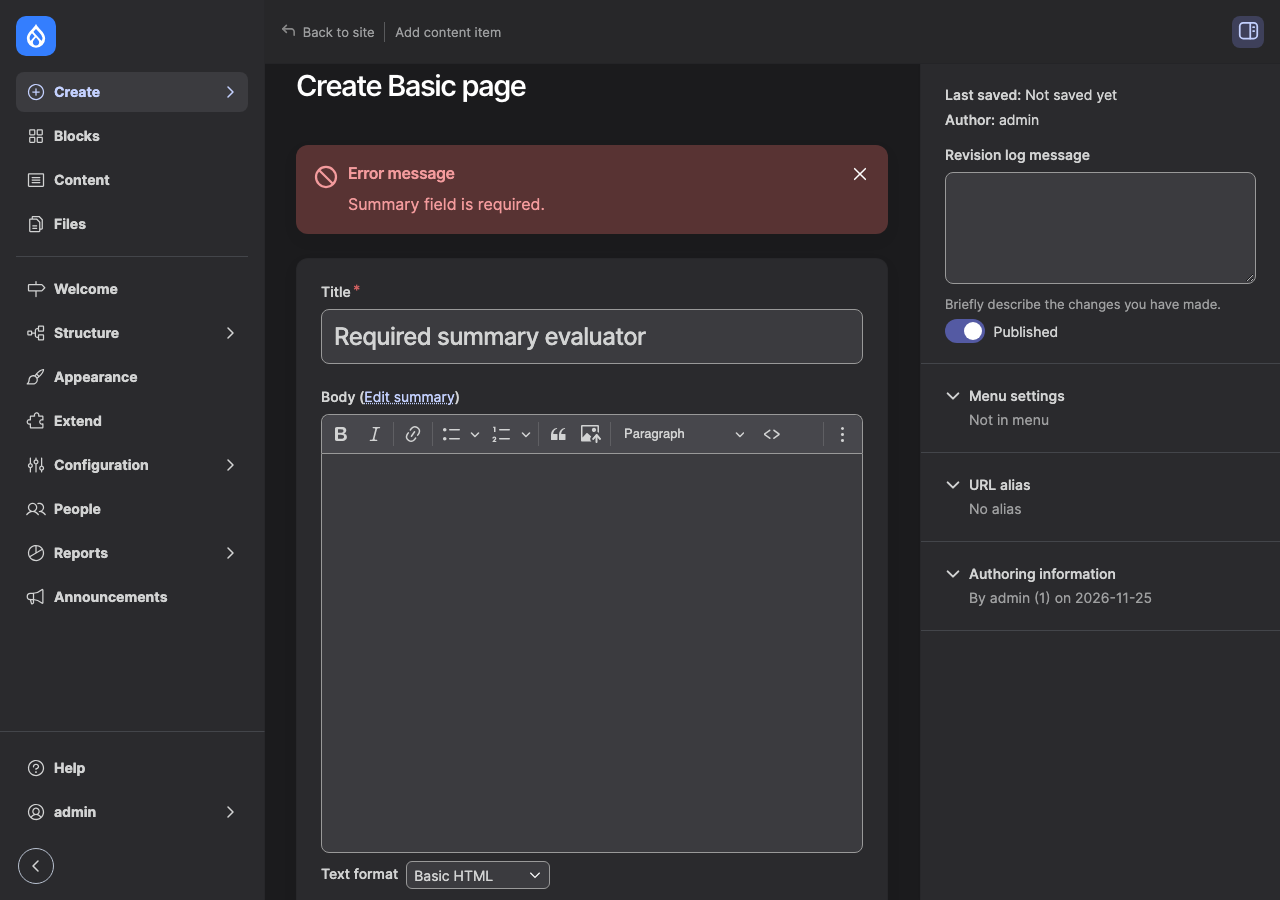 Back to site
Add content item
Create
Blocks
Content
Files
Welcome
Structure
Appearance
Extend
Configuration
People
Reports
Announcements
Help
admin
Create Basic page
Error message
Summary field is required.
Title *
Required summary evaluator
Body (Edit summary)
Paragraph
Text format Basic HTML
Last saved: Not saved yet
Author: admin
Revision log message
Briefly describe the changes you have made.
Published
Menu settings
Not in menu
URL alias
No alias
Authoring information
By admin (1) on 2026-11-25